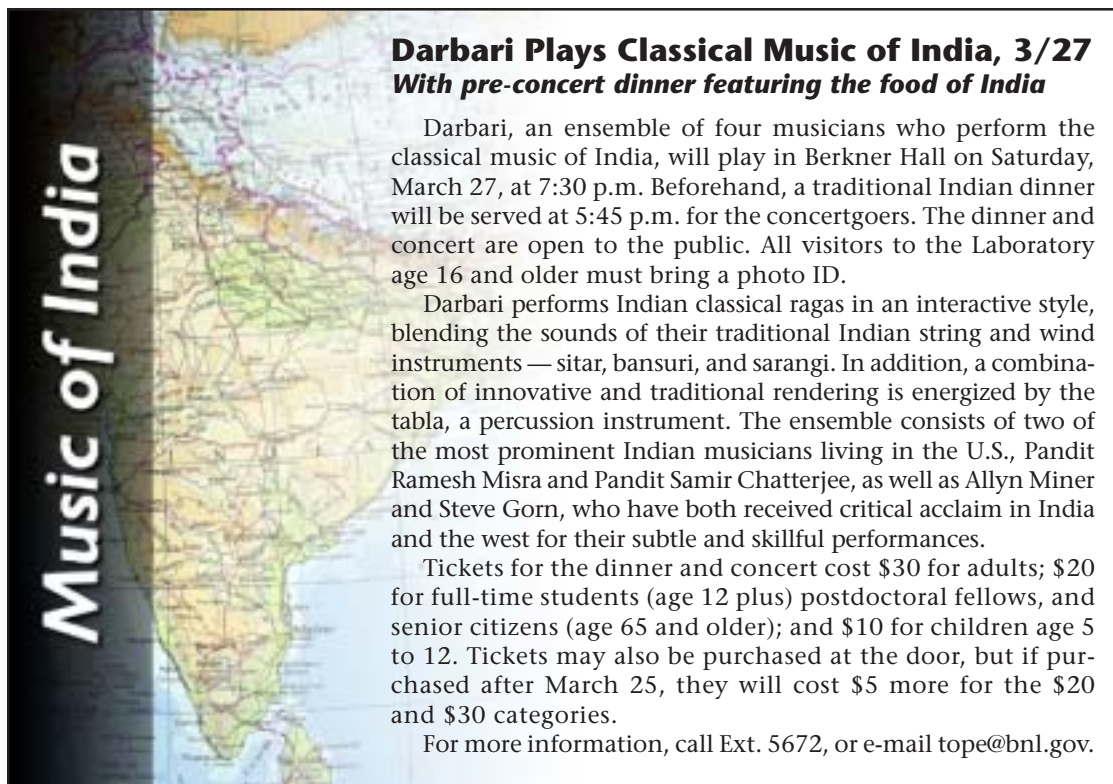 Music of India
Darbari Plays Classical Music of India, 3/27
With pre-concert dinner featuring the food of India
Darbari, an ensemble of four musicians who perform the
classical music of India, will play in Berkner Hall on Saturday,
March 27, at 7:30 p.m. Beforehand, a traditional Indian dinner
will be served at 5:45 p.m. for the concertgoers. The dinner and
concert are open to the public. All visitors to the Laboratory
age 16 and older must bring a photo ID.
Darbari performs Indian classical ragas in an interactive style,
blending the sounds of their traditional Indian string and wind
instruments — sitar, bansuri, and sarangi. In addition, a combina-
tion of innovative and traditional rendering is energized by the
tabla, a percussion instrument. The ensemble consists of two of
the most prominent Indian musicians living in the U.S., Pandit
Ramesh Misra and Pandit Samir Chatterjee, as well as Allyn Miner
and Steve Gorn, who have both received critical acclaim in India
and the west for their subtle and skillful performances.
Tickets for the dinner and concert cost $30 for adults; $20
for full-time students (age 12 plus) postdoctoral fellows, and
senior citizens (age 65 and older); and $10 for children age 5
to 12. Tickets may also be purchased at the door, but if pur-
chased after March 25, they will cost $5 more for the $20
and $30 categories.
For more information, call Ext. 5672, or e-mail tope@bnl.gov.